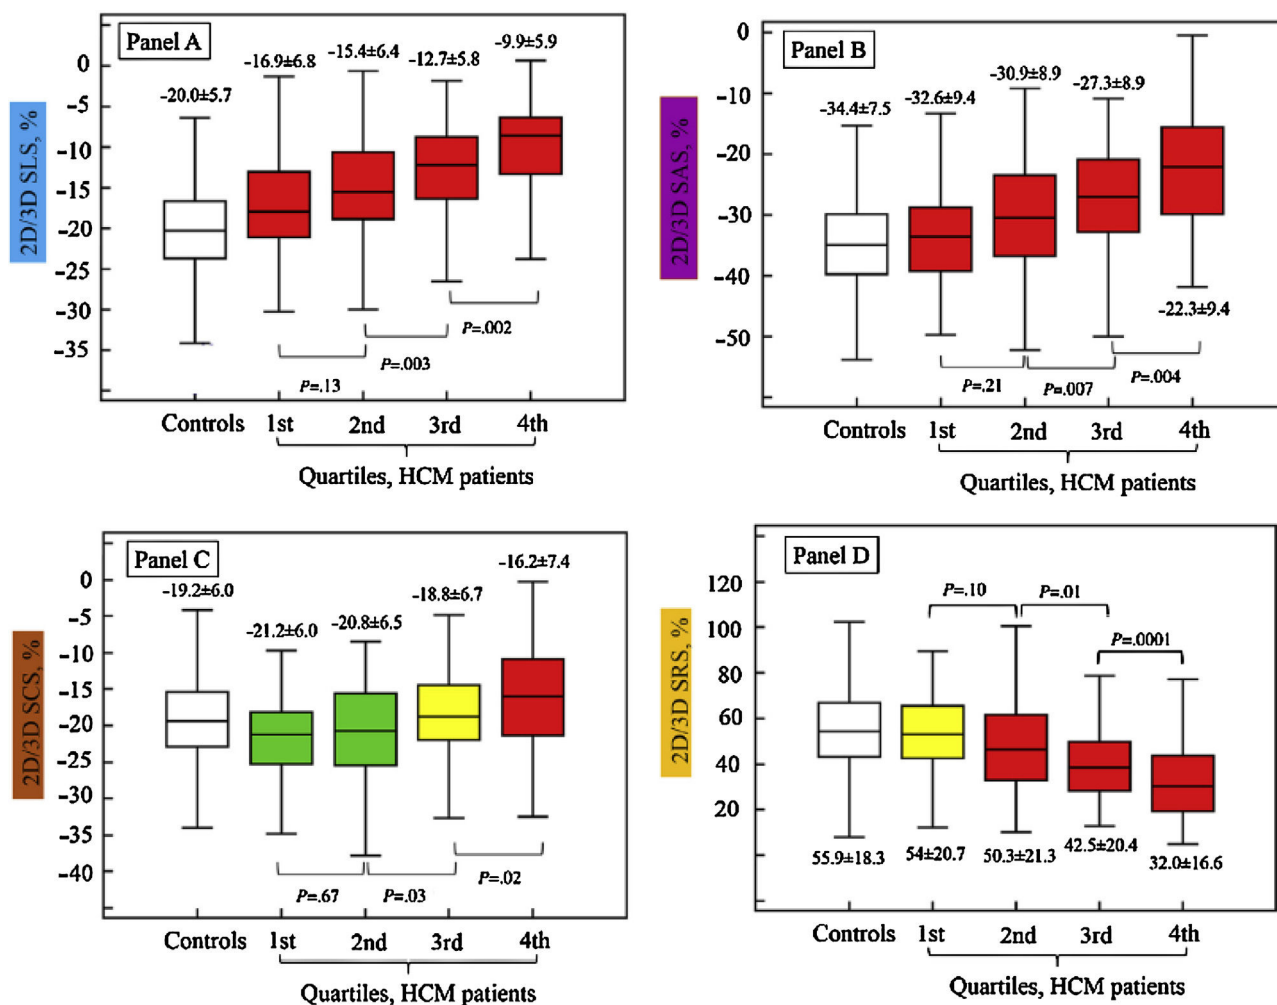 Panel A
2D/3D SLS, %
0
-5
-10
-15
-20
-25
-30
-35
-20.0±5.7
-16.9±6.8
-15.4±6.4
-12.7±5.8
-9.9±5.9
P=.13
P=.003
P=.002
Controls 1st 2nd 3rd 4th
Quartiles, HCM patients
Panel B
2D/3D SAS, %
0
-10
-20
-30
-40
-50
-34.4±7.5
-32.6±9.4
-30.9±8.9
-27.3±8.9
-22.3±9.4
P=.21
P=.007
P=.004
Controls 1st 2nd 3rd 4th
Quartiles, HCM patients
Panel C
2D/3D SCS, %
0
-5
-10
-15
-20
-25
-30
-35
-40
-19.2±6.0
-21.2±6.0
-20.8±6.5
-18.8±6.7
-16.2±7.4
P=.67
P=.03
P=.02
Controls 1st 2nd 3rd 4th
Quartiles, HCM patients
Panel D
2D/3D SRS, %
120
100
80
60
40
20
P=.10
P=.01
P=.0001
55.9±18.3
54±20.7
50.3±21.3
42.5±20.4
32.0±16.6
Controls 1st 2nd 3rd 4th
Quartiles, HCM patients